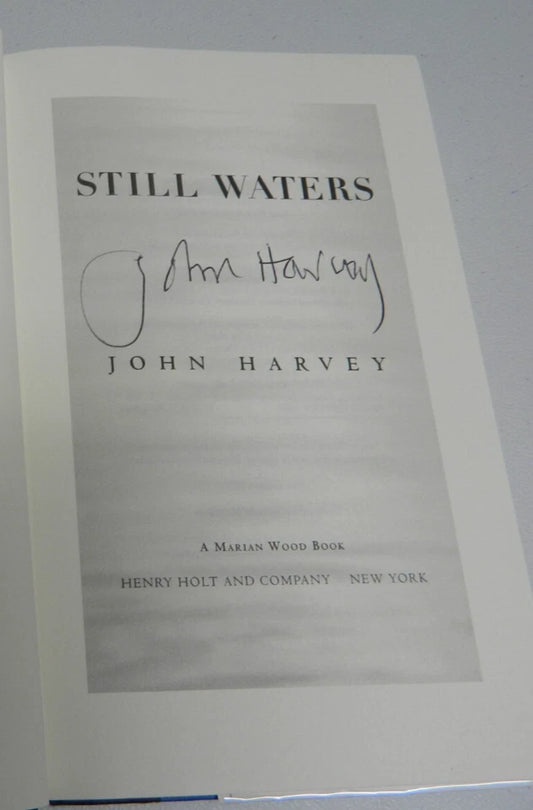 STILL WATERS
John Harvey
JOHN HARVEY
A MARIAN WOOD BOOK
HENRY HOLT AND COMPANY NEW YORK